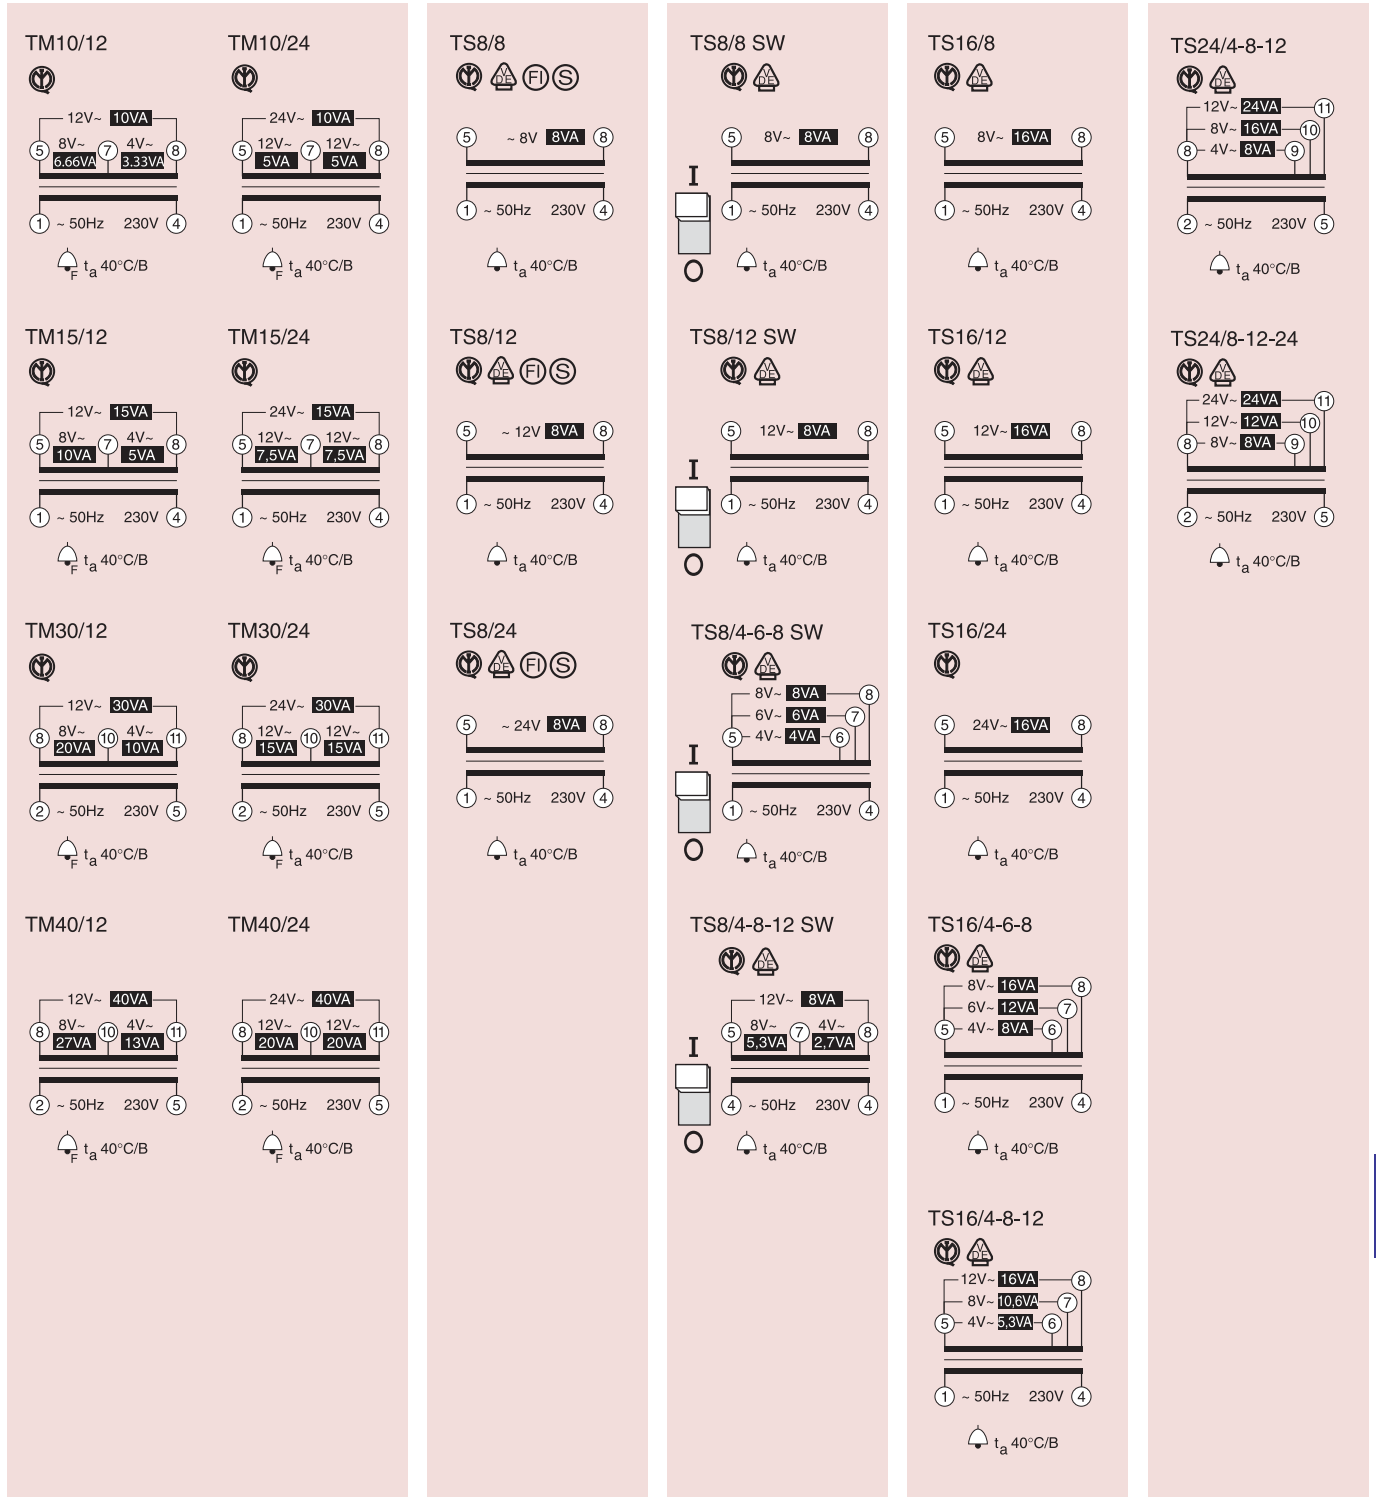 TM10/12
12V~ 10VA
8V~ 4V~
5 6.66VA 7 3.33VA 8
1 ~ 50Hz 230V 4
F ta 40°C/B
TM10/24
24V~ 10VA
12V~ 12V~
5 5VA 7 5VA 8
1 ~ 50Hz 230V 4
F ta 40°C/B
TM15/12
12V~ 15VA
8V~ 4V~
5 10VA 7 5VA 8
1 ~ 50Hz 230V 4
F ta 40°C/B
TM15/24
24V~ 15VA
12V~ 12V~
5 7,5VA 7 7,5VA 8
1 ~ 50Hz 230V 4
F ta 40°C/B
TM30/12
12V~ 30VA
8V~ 4V~
8 20VA 10 10VA 11
2 ~ 50Hz 230V 5
F ta 40°C/B
TM30/24
24V~ 30VA
12V~ 12V~
8 15VA 10 15VA 11
2 ~ 50Hz 230V 5
F ta 40°C/B
TM40/12
12V~ 40VA
8V~ 4V~
8 27VA 10 13VA 11
2 ~ 50Hz 230V 5
F ta 40°C/B
TM40/24
24V~ 40VA
12V~ 12V~
8 20VA 10 20VA 11
2 ~ 50Hz 230V 5
F ta 40°C/B
TS8/8
VDE FI S
5 ~ 8V 8VA 8
1 ~ 50Hz 230V 4
ta 40°C/B
TS8/12
VDE FI S
5 ~ 12V 8VA 8
1 ~ 50Hz 230V 4
ta 40°C/B
TS8/24
VDE FI S
5 ~ 24V 8VA 8
1 ~ 50Hz 230V 4
ta 40°C/B
TS8/8 SW
VDE
5 8V~ 8VA 8
I
1 ~ 50Hz 230V 4
O ta 40°C/B
TS8/12 SW
VDE
5 12V~ 8VA 8
I
1 ~ 50Hz 230V 4
O ta 40°C/B
TS8/4-6-8 SW
VDE
8V~ 8VA 8
6V~ 6VA 7
5 4V~ 4VA 6
I
1 ~ 50Hz 230V 4
O ta 40°C/B
TS8/4-8-12 SW
VDE
12V~ 8VA
8V~ 4V~
5 5,3VA 7 2,7VA 8
I
4 ~ 50Hz 230V 4
O ta 40°C/B
TS16/8
VDE
5 8V~ 16VA 8
1 ~ 50Hz 230V 4
ta 40°C/B
TS16/12
VDE
5 12V~ 16VA 8
1 ~ 50Hz 230V 4
ta 40°C/B
TS16/24
5 24V~ 16VA 8
1 ~ 50Hz 230V 4
ta 40°C/B
TS16/4-6-8
VDE
8V~ 16VA 8
6V~ 12VA 7
5 4V~ 8VA 6
1 ~ 50Hz 230V 4
ta 40°C/B
TS16/4-8-12
VDE
12V~ 16VA 8
8V~ 10,6VA 7
5 4V~ 5,3VA 6
1 ~ 50Hz 230V 4
ta 40°C/B
TS24/4-8-12
VDE
12V~ 24VA 11
8V~ 16VA 10
8 4V~ 8VA 9
2 ~ 50Hz 230V 5
ta 40°C/B
TS24/8-12-24
VDE
24V~ 24VA 11
12V~ 12VA 10
8 8V~ 8VA 9
2 ~ 50Hz 230V 5
ta 40°C/B